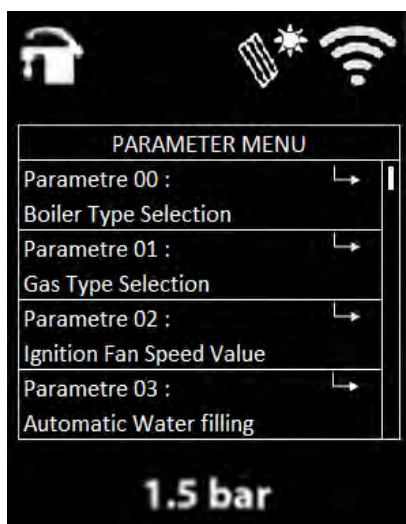 PARAMETER MENU
Parametre 00 :
Boiler Type Selection
Parametre 01 :
Gas Type Selection
Parametre 02 :
Ignition Fan Speed Value
Parametre 03 :
Automatic Water filling
1.5 bar